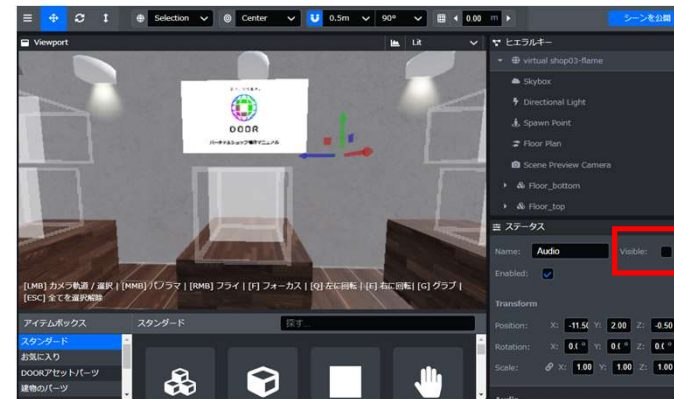 Selection
Center
0.5m
90°
0.00 m
シーンを公開
Viewport
Lit
ヒエラルキー
virtual shop03-flame
Skybox
Directional Light
Spawn Point
Floor Plan
Scene Preview Camera
Floor_bottom
Floor_top
DOOR
バーチャルショップ操作マニュアル
[LMB] カメラ軌道 / 選択 | [MMB] パノラマ | [RMB] フライ | [F] フォーカス | [Q] 左に回転 | [E] 右に回転 | [G] グラブ |
[ESC] 全てを選択解除
ステータス
Name: Audio Visible:
Enabled:
Transform
Position: X: -11.50 Y: 2.00 Z: -0.50
Rotation: X: 0.( ° Y: 0.( ° Z: 0.( °
Scale: X: 1.00 Y: 1.00 Z: 1.00
Audio
アイテムボックス
スタンダード
探す...
スタンダード
お気に入り
DOORアセットパーツ
建物のパーツ